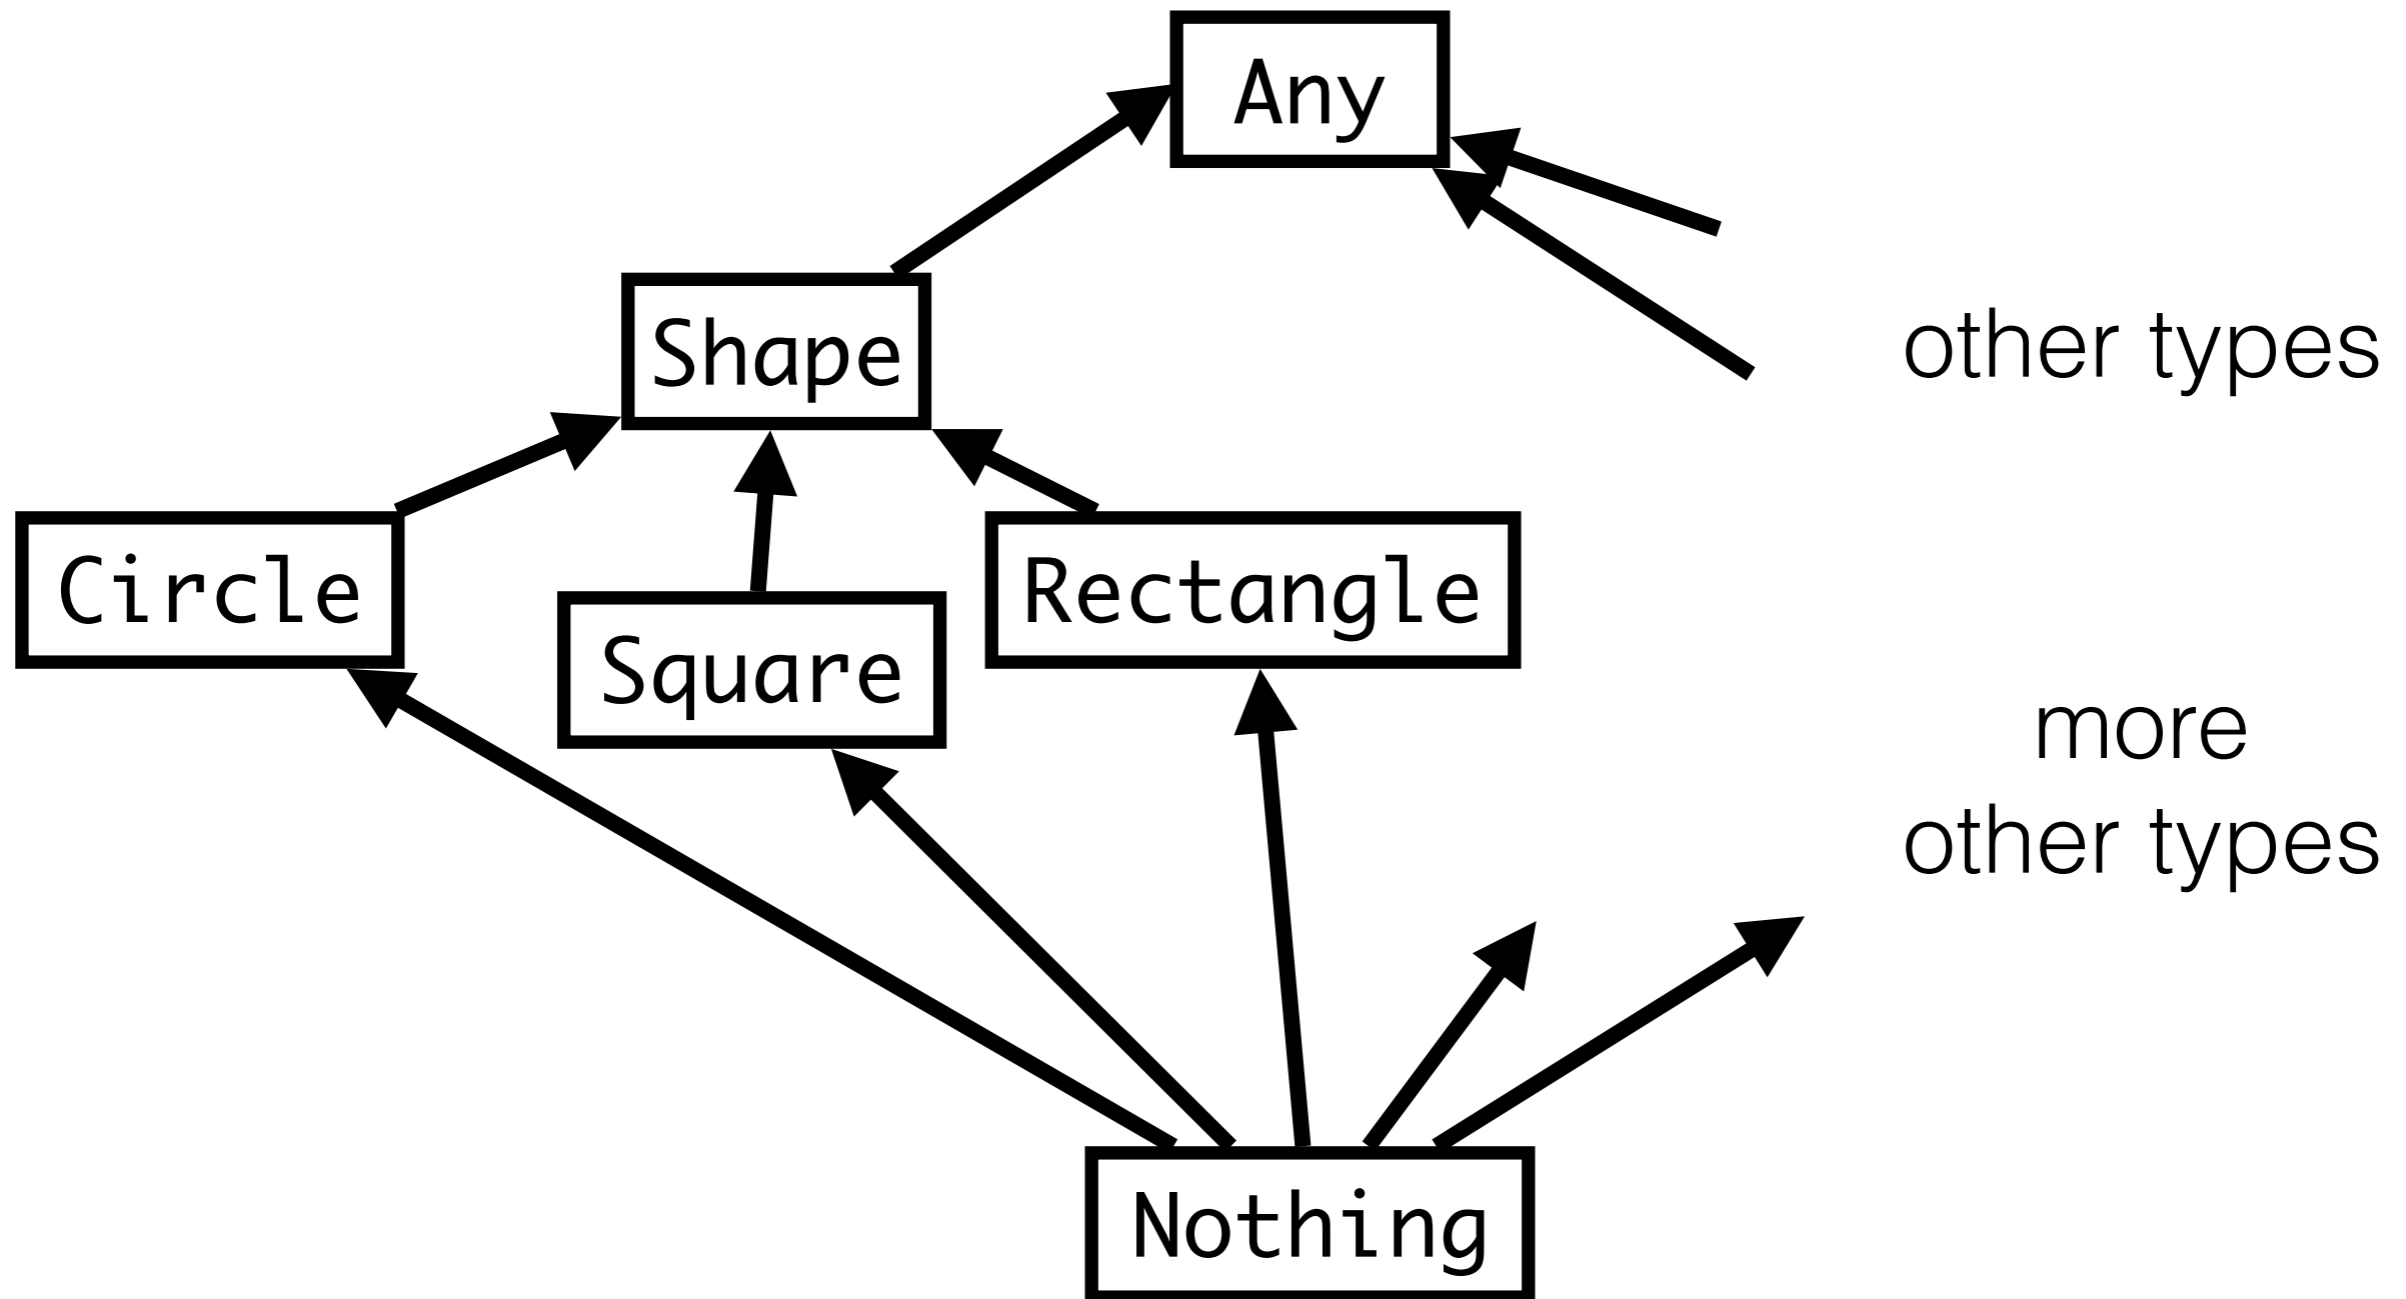 Any
Shape
other types
Circle
Rectangle
Square
more
other types
Nothing